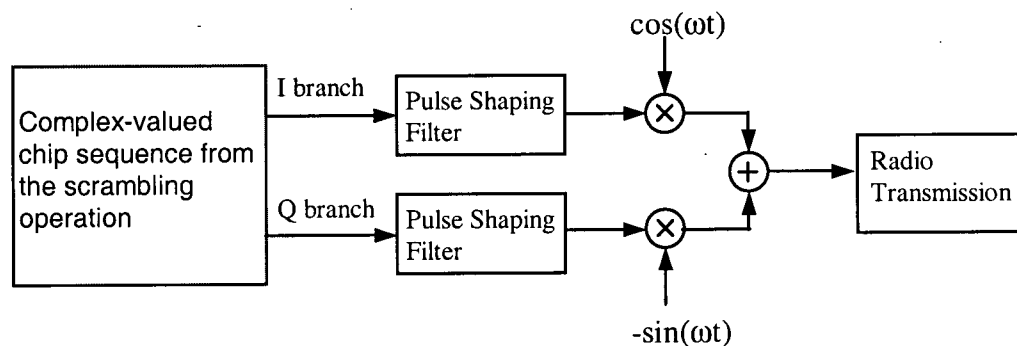 cos(ωt)
I branch
Pulse Shaping
Filter
Complex-valued
chip sequence from
the scrambling
operation
Radio
Transmission
Q branch
Pulse Shaping
Filter
-sin(ωt)